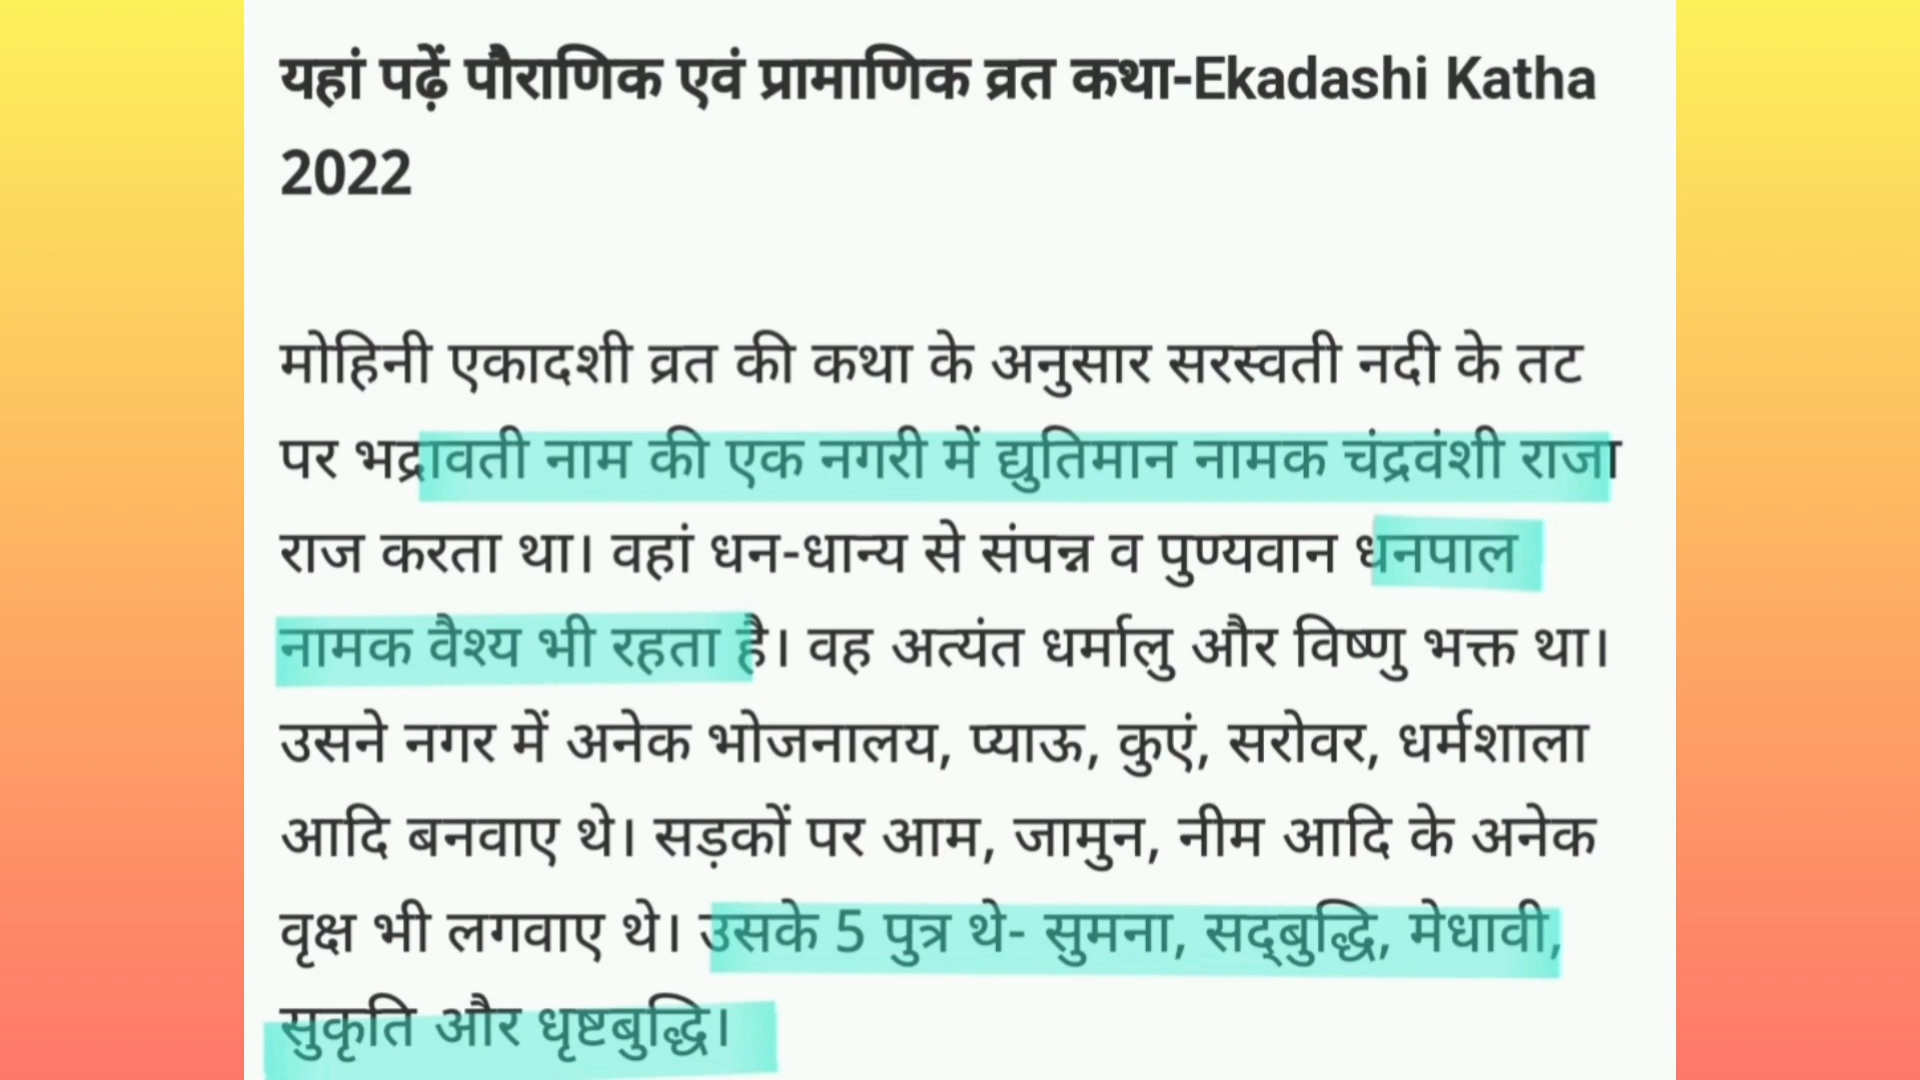 यहां पढ़ें पौराणिक एवं प्रामाणिक व्रत कथा-Ekadashi Katha
2022
मोहिनी एकादशी व्रत की कथा के अनुसार सरस्वती नदी के तट
पर भद्रावती नाम की एक नगरी में द्युतिमान नामक चंद्रवंशी राजा
राज करता था। वहां धन-धान्य से संपन्न व पुण्यवान धनपाल
नामक वैश्य भी रहता है। वह अत्यंत धर्मालु और विष्णु भक्त था।
उसने नगर में अनेक भोजनालय, प्याऊ, कुएं, सरोवर, धर्मशाला
आदि बनवाए थे। सड़कों पर आम, जामुन, नीम आदि के अनेक
वृक्ष भी लगवाए थे। उसके 5 पुत्र थे- सुमना, सद्‌बुद्धि, मेधावी,
सुकृति और धृष्टबुद्धि।